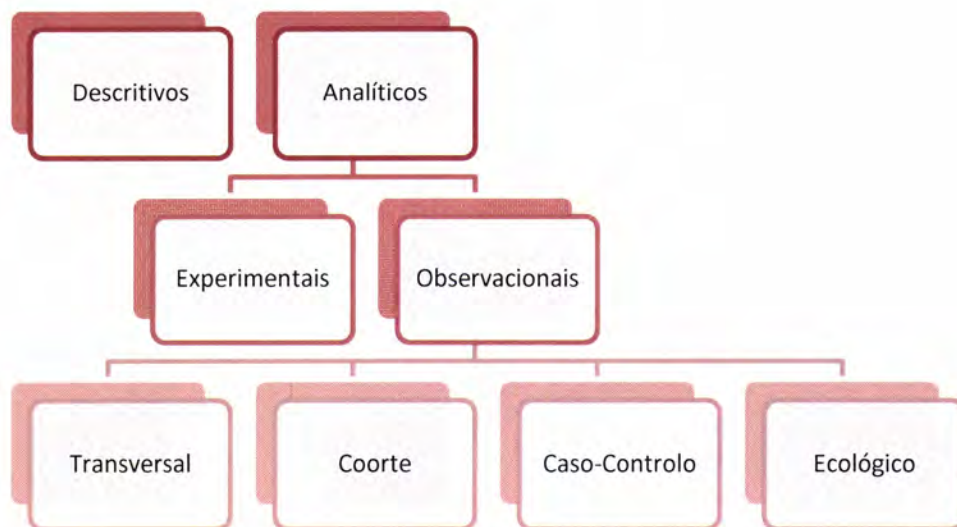 Descritivos
Analíticos
Experimentais
Observacionais
Transversal
Coorte
Caso-Controlo
Ecológico